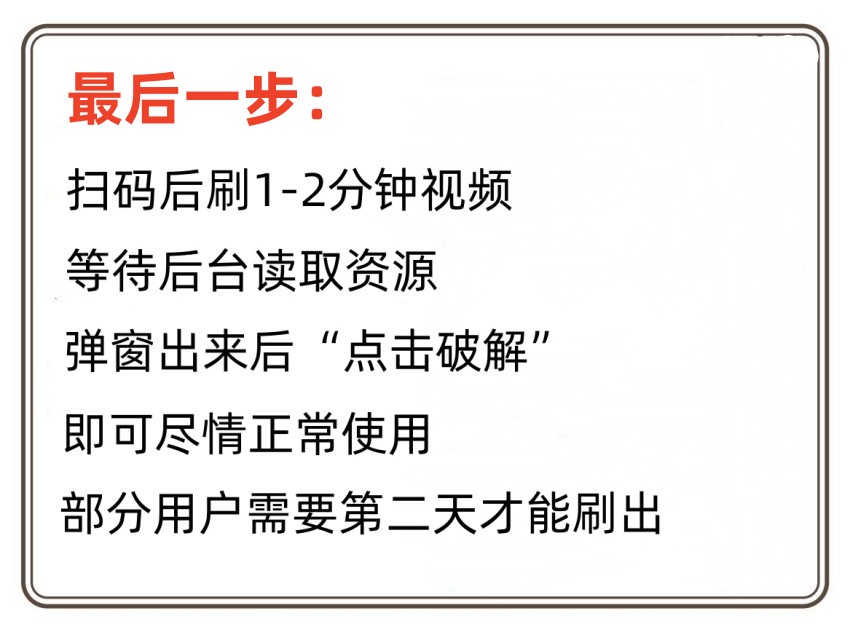 最后一步：
扫码后刷1-2分钟视频
等待后台读取资源
弹窗出来后“点击破解”
即可尽情正常使用
部分用户需要第二天才能刷出